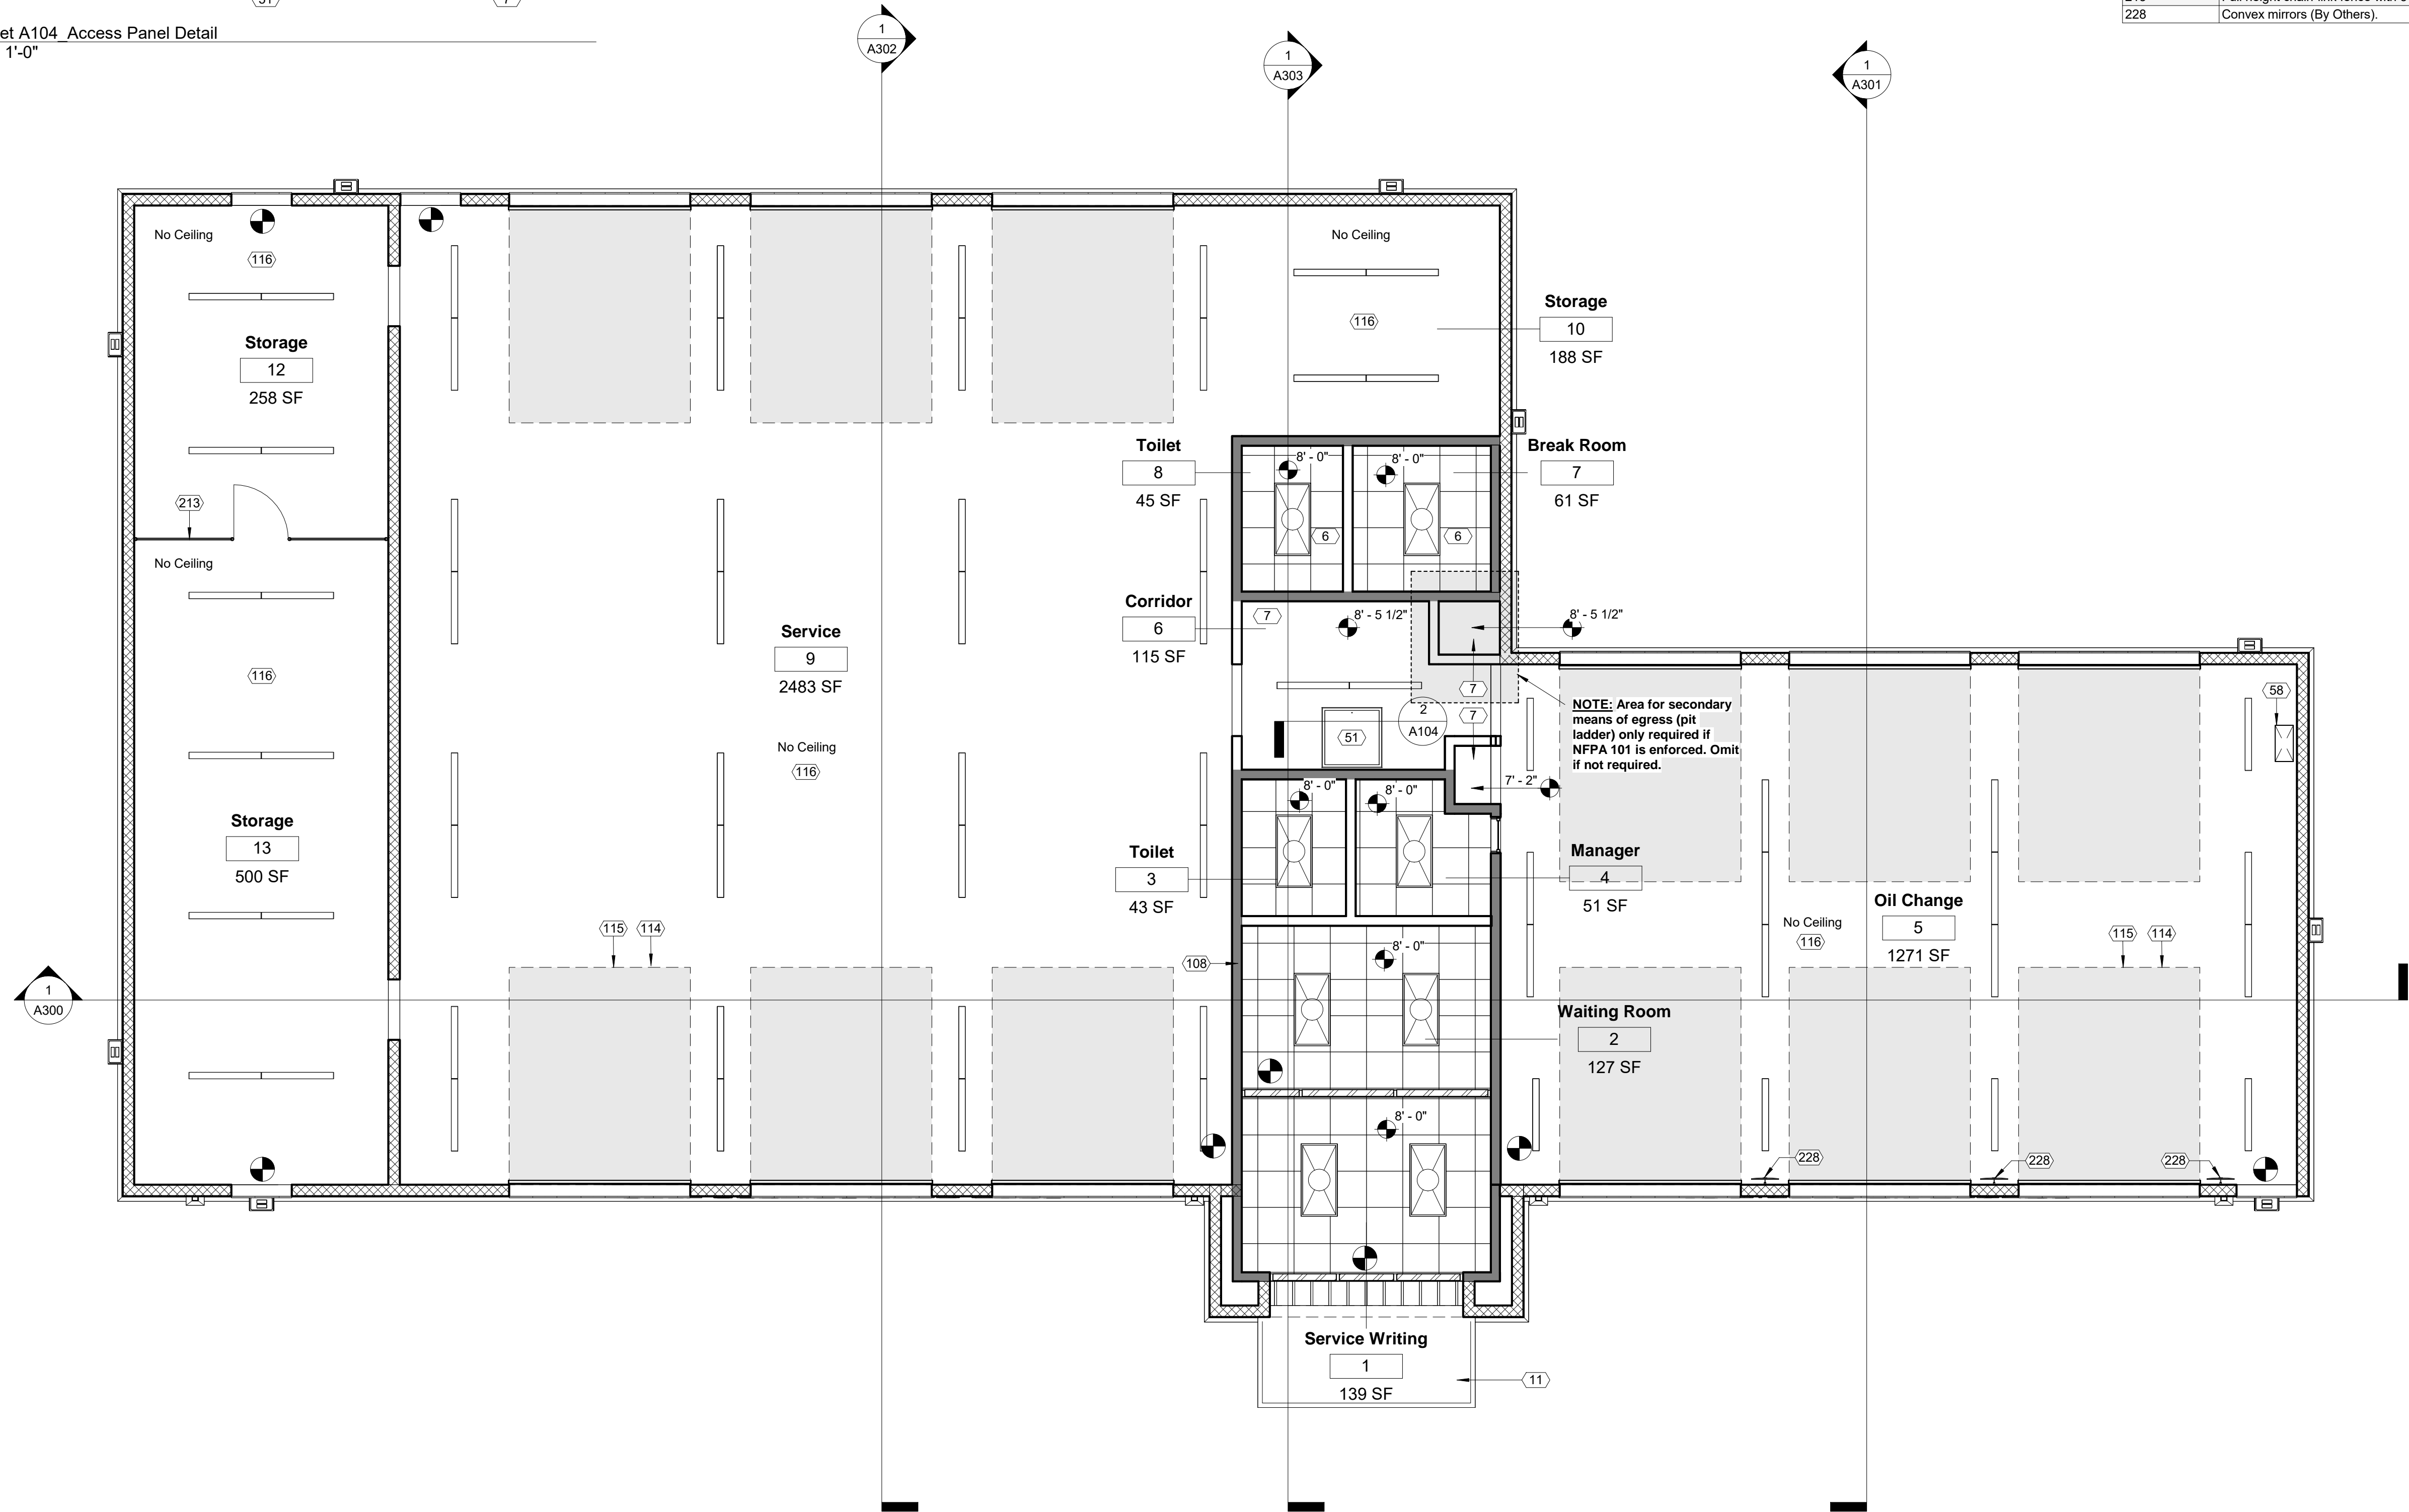 et A104_Access Panel Detail
1'-0"
228 Convex mirrors (By Others).
1
A302
1
A303
1
A301
No Ceiling
116
Storage
12
258 SF
213
No Ceiling
116
Storage
13
500 SF
Service
9
2483 SF
No Ceiling
116
115
114
1
A300
No Ceiling
116
Storage
10
188 SF
Toilet
8
45 SF
8' - 0"
6
8' - 0"
6
Break Room
7
61 SF
Corridor
6
115 SF
7
8' - 5 1/2"
8' - 5 1/2"
7
7
2
A104
51
7' - 2"
NOTE: Area for secondary
means of egress (pit
ladder) only required if
NFPA 101 is enforced. Omit
if not required.
58
Toilet
3
43 SF
8' - 0"
8' - 0"
Manager
4
51 SF
Oil Change
5
1271 SF
No Ceiling
116
115
114
108
8' - 0"
Waiting Room
2
127 SF
8' - 0"
228
228
228
Service Writing
1
139 SF
11